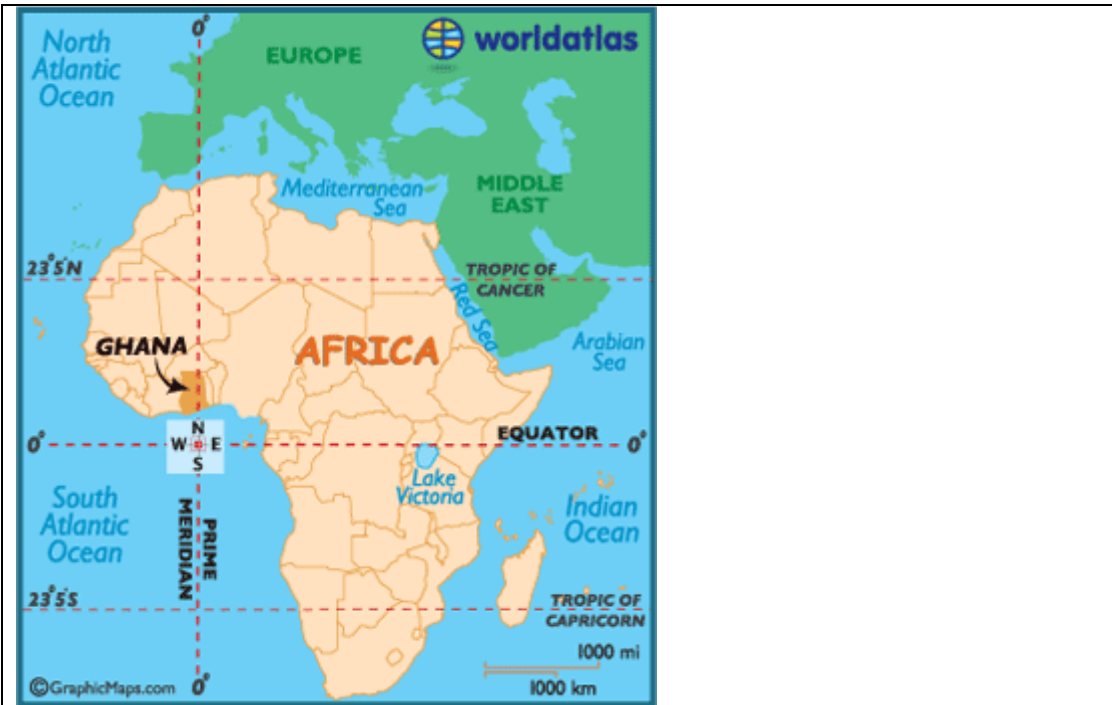 0°
North
Atlantic
Ocean
EUROPE
worldatlas
Mediterranean
Sea
MIDDLE
EAST
23°5'N
TROPIC OF
CANCER
Red Sea
GHANA
AFRICA
Arabian
Sea
N
W E
S
0°
EQUATOR
0°
Lake
Victoria
South
Atlantic
Ocean
PRIME
MERIDIAN
Indian
Ocean
23°5'S
TROPIC OF
CAPRICORN
1000 mi
1000 km
©GraphicMaps.com
0°